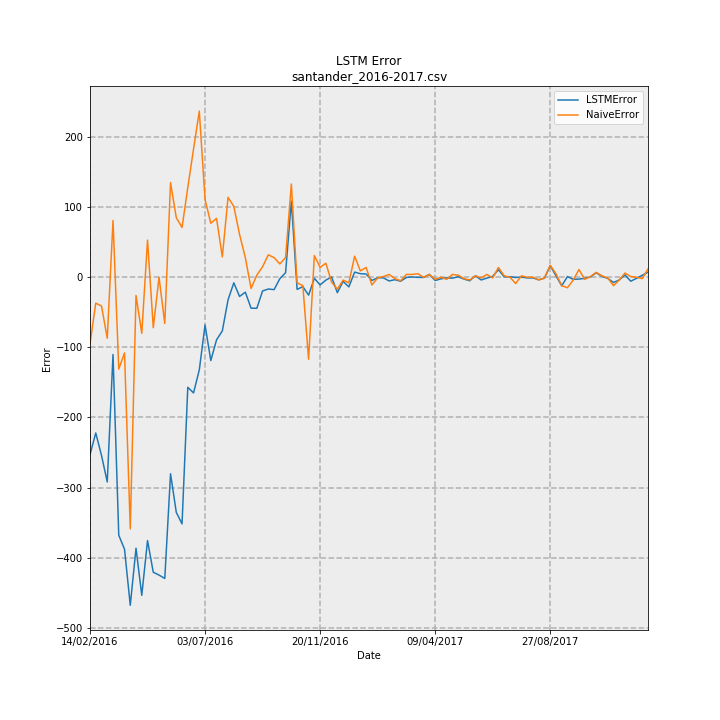 LSTM Error
santander_2016-2017.csv
LSTMError
NaiveError
200
100
0
−100
−200
−300
−400
−500
Error
14/02/2016
03/07/2016
20/11/2016
09/04/2017
27/08/2017
Date